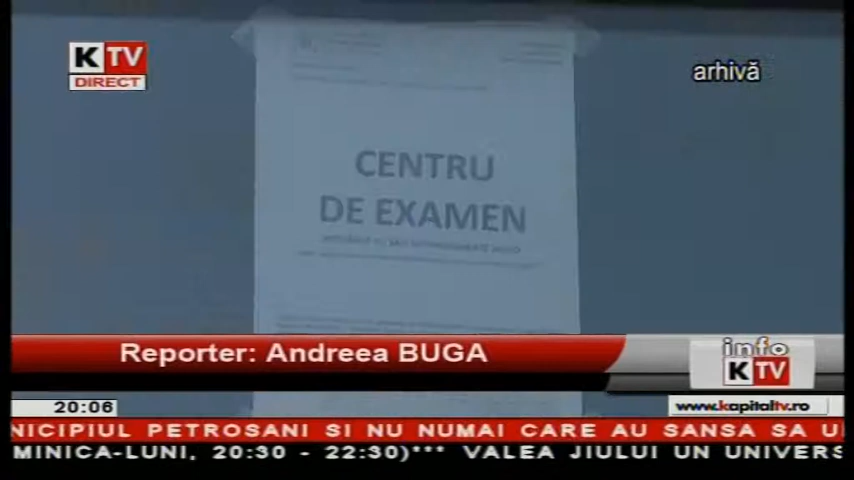 K TV
DIRECT
arhivă
CENTRU
DE EXAMEN
Reporter: Andreea BUGA
info
K TV
20:06
www.kapitaltv.ro
NICIPIUL PETROSANI SI NU NUMAI CARE AU SANSA SA U
MINICA-LUNI, 20:30 - 22:30)*** VALEA JIULUI UN UNIVERS